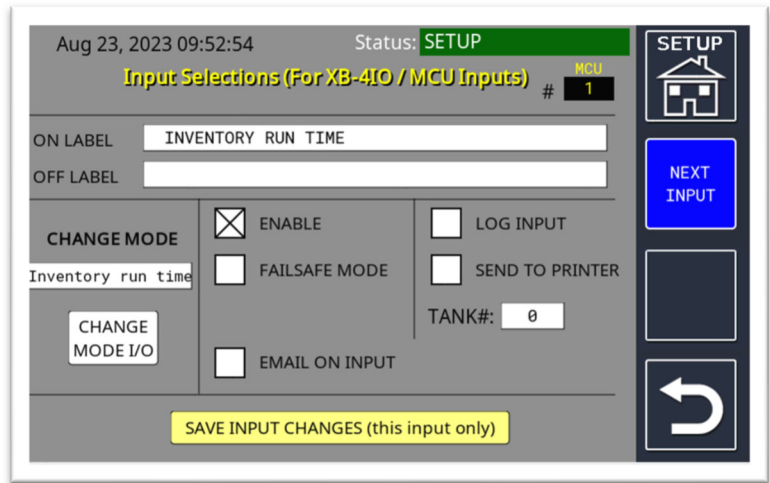 Aug 23, 2023 09:52:54 Status: SETUP
Input Selections (For XB-4IO / MCU Inputs) # MCU 1
ON LABEL INVENTORY RUN TIME
OFF LABEL
CHANGE MODE
Inventory run time
CHANGE
MODE I/O
ENABLE
FAILSAFE MODE
EMAIL ON INPUT
LOG INPUT
SEND TO PRINTER
TANK#: 0
SAVE INPUT CHANGES (this input only)
SETUP
NEXT
INPUT